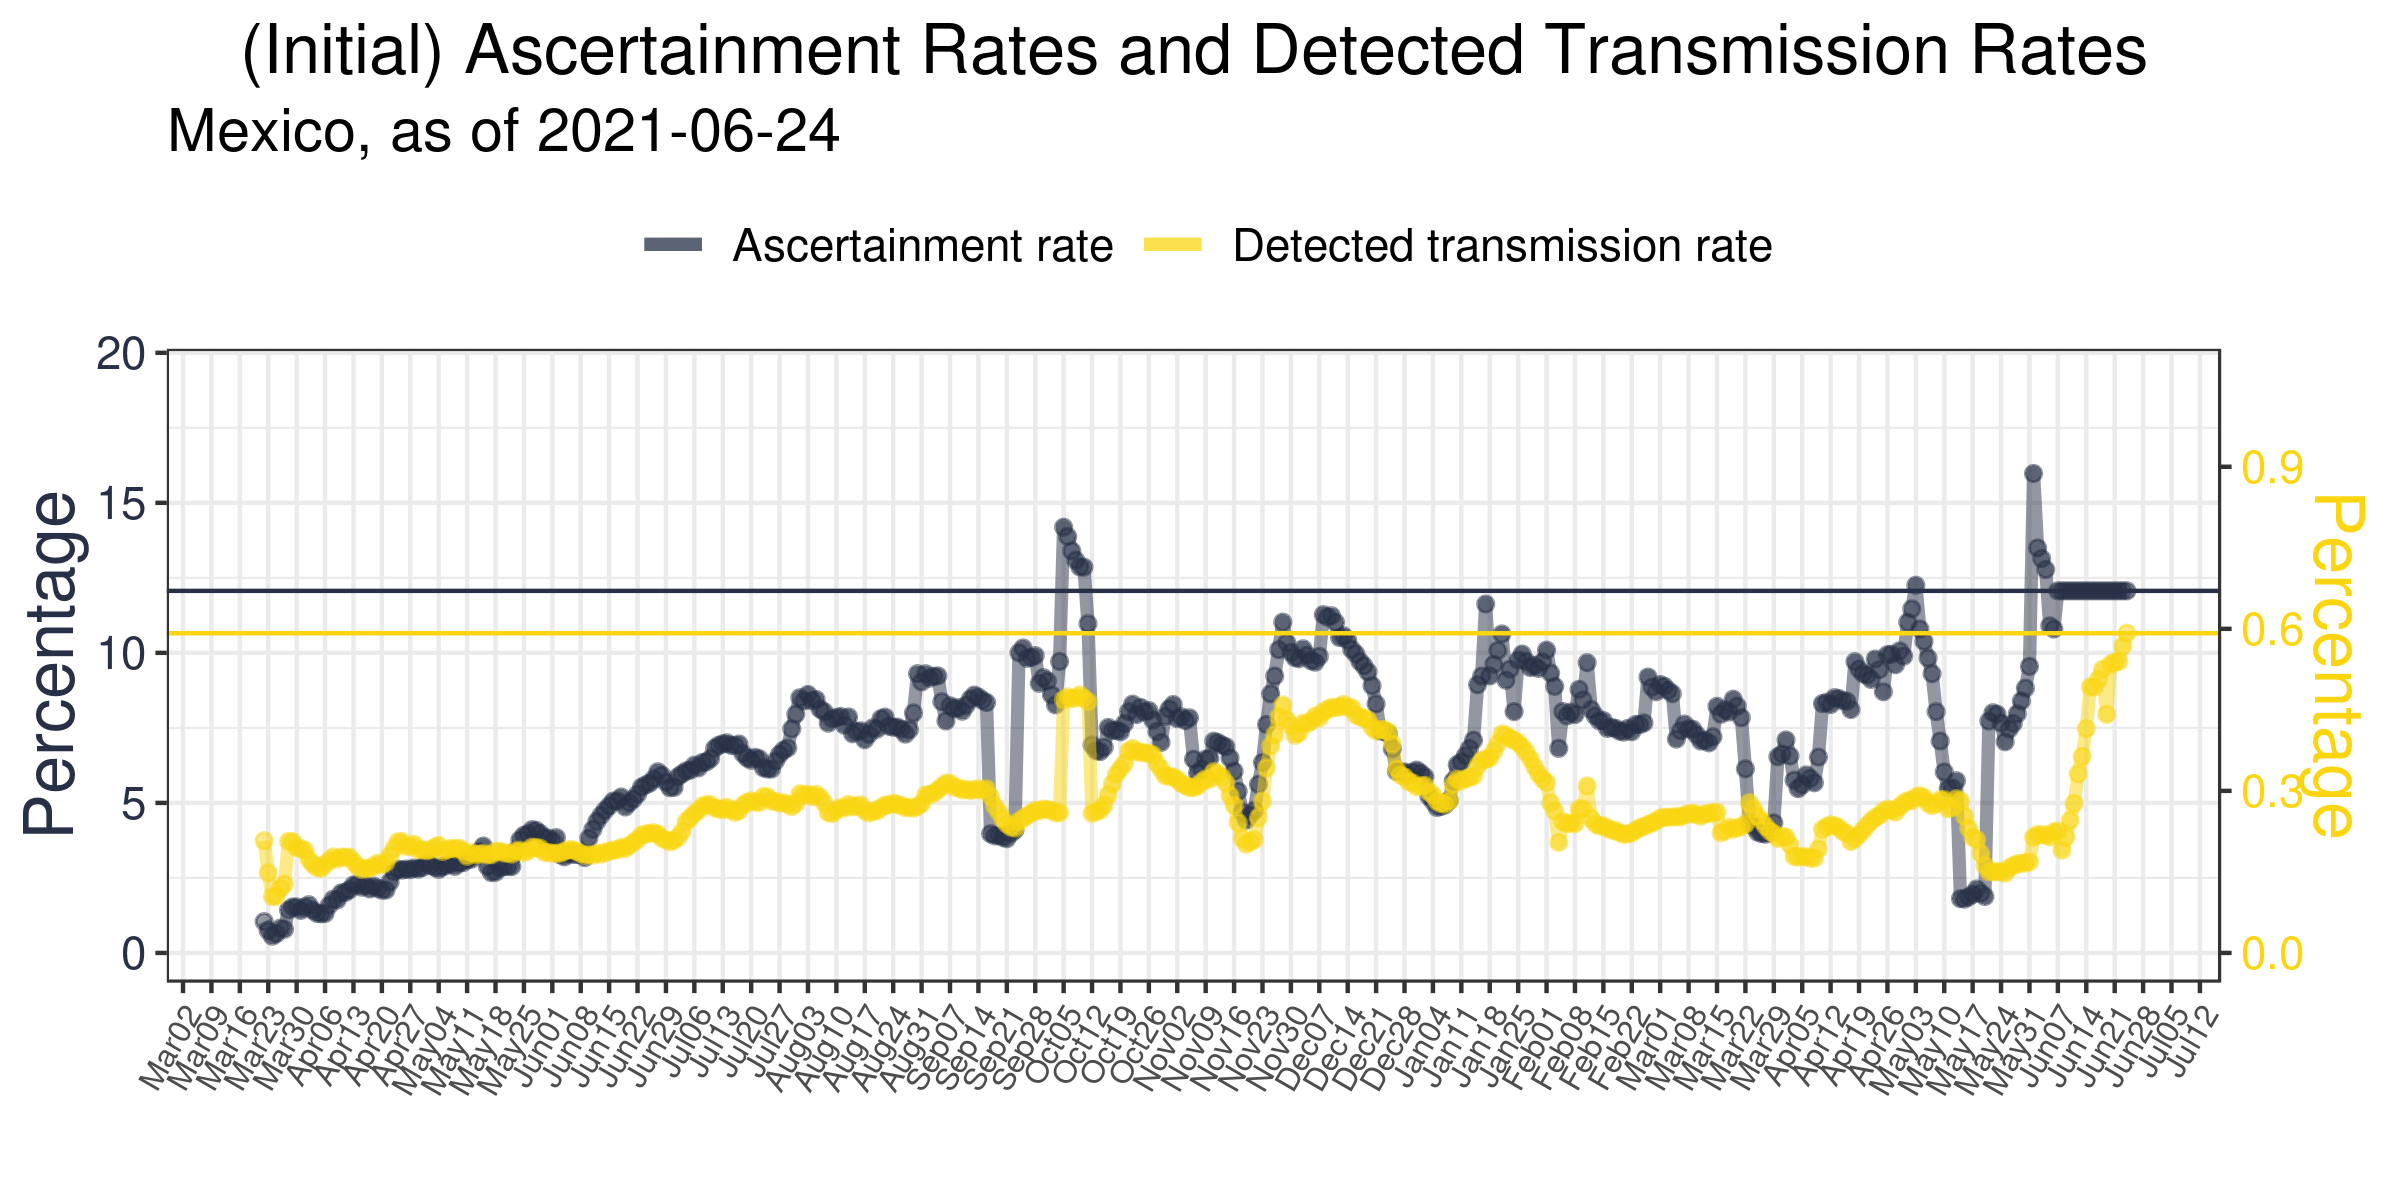 (Initial) Ascertainment Rates and Detected Transmission Rates
Mexico, as of 2021-06-24
Ascertainment rate Detected transmission rate
Percentage
20
15
10
5
0
0.9
0.6
0.3
0.0
Percentage
Mar02 Mar09 Mar16 Mar23 Mar30 Apr06 Apr13 Apr20 Apr27 May04 May11 May18 May25 Jun01 Jun08 Jun15 Jun22 Jun29 Jul06 Jul13 Jul20 Jul27 Aug03 Aug10 Aug17 Aug24 Aug31 Sep07 Sep14 Sep21 Sep28 Oct05 Oct12 Oct19 Oct26 Nov02 Nov09 Nov16 Nov23 Nov30 Dec07 Dec14 Dec21 Dec28 Jan04 Jan11 Jan18 Jan25 Feb01 Feb08 Feb15 Feb22 Mar01 Mar08 Mar15 Mar22 Mar29 Apr05 Apr12 Apr19 Apr26 May03 May10 May17 May24 May31 Jun07 Jun14 Jun21 Jun28 Jul05 Jul12